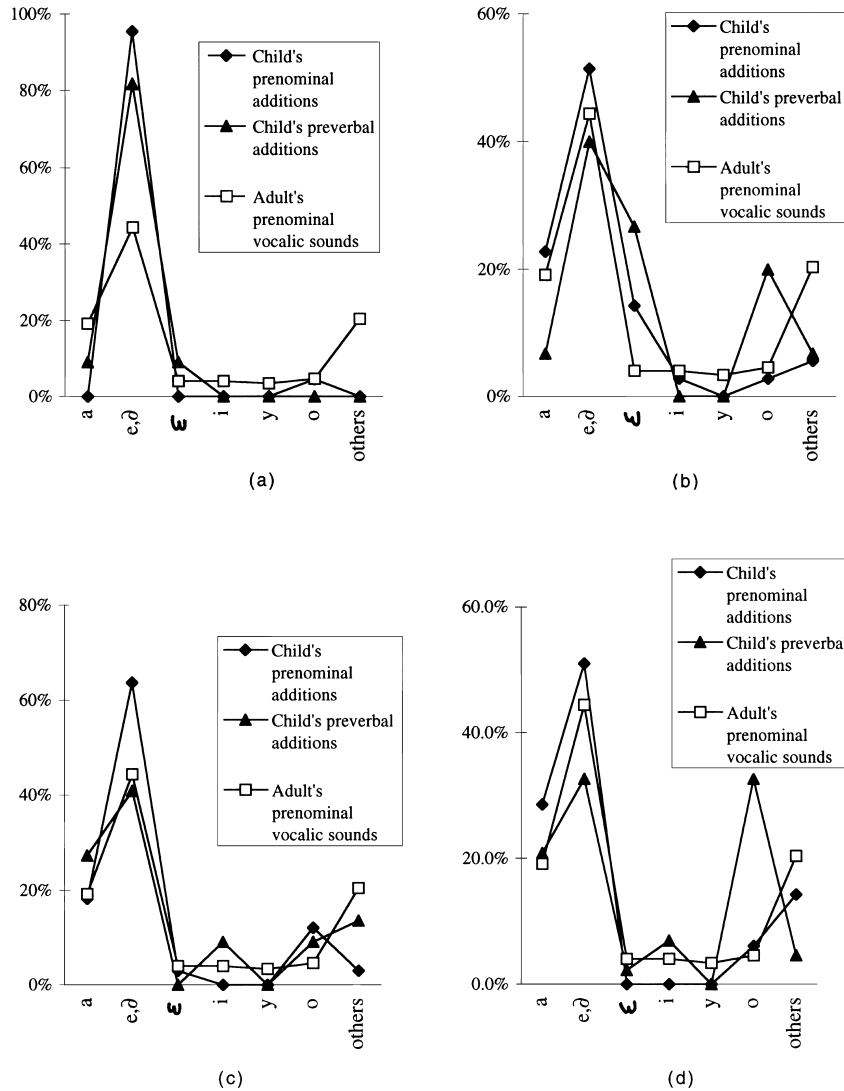 100%
80%
60%
40%
20%
0%
a
e,∂
ε
i
y
o
others
Child's
prenominal
additions
Child's preverbal
additions
Adult's
prenominal
vocalic sounds
(a)
60%
40%
20%
0%
a
e,∂
ε
i
y
o
others
Child's
prenominal
additions
Child's preverbal
additions
Adult's
prenominal
vocalic sounds
(b)
80%
60%
40%
20%
0%
a
e,∂
ε
i
y
o
others
Child's
prenominal
additions
Child's preverbal
additions
Adult's
prenominal
vocalic sounds
(c)
60.0%
40.0%
20.0%
0.0%
a
e,∂
ε
i
y
o
others
Child's
prenominal
additions
Child's preverba
additions
Adult's
prenominal
vocalic sounds
(d)